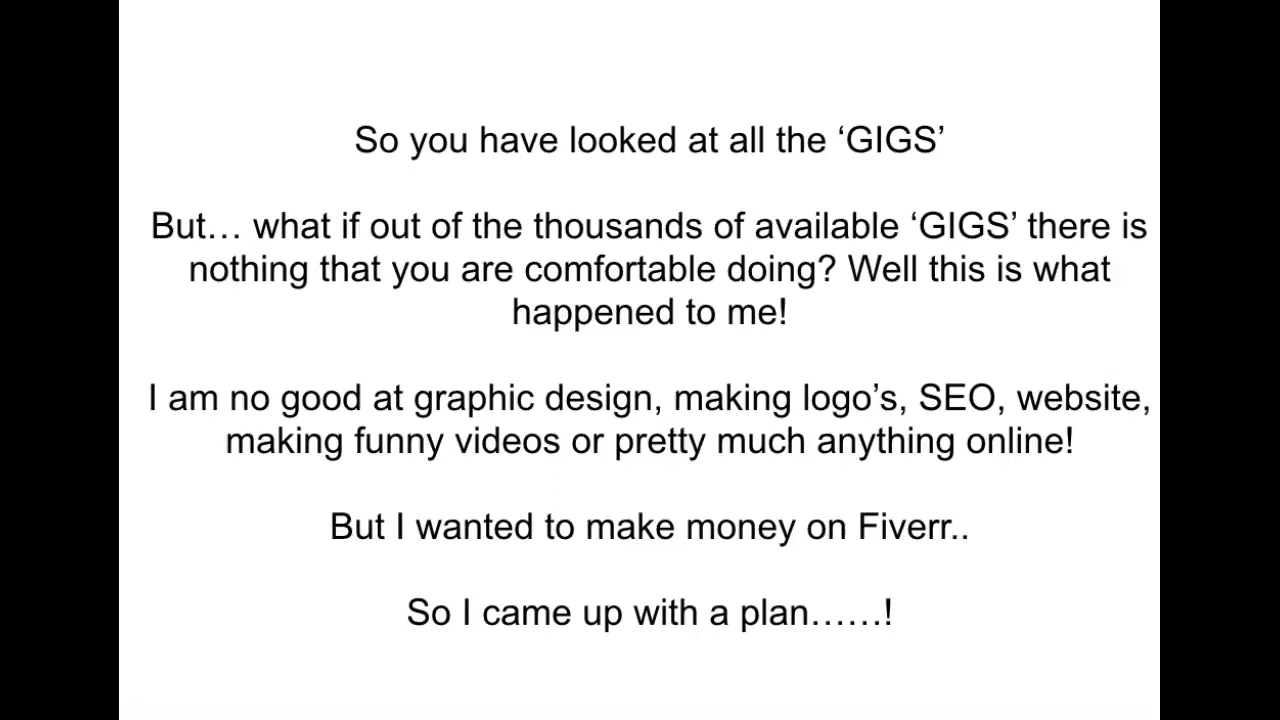 So you have looked at all the ‘GIGS’
But… what if out of the thousands of available ‘GIGS’ there is
nothing that you are comfortable doing? Well this is what
happened to me!
I am no good at graphic design, making logo’s, SEO, website,
making funny videos or pretty much anything online!
But I wanted to make money on Fiverr..
So I came up with a plan……!